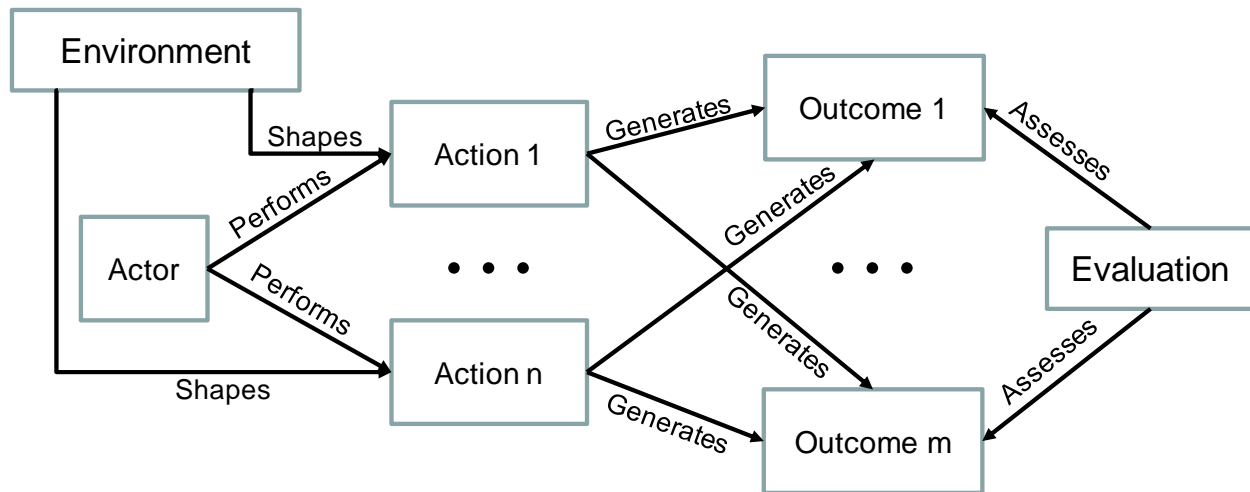 Environment
Shapes
Action 1
Generates
Outcome 1
Assesses
Performs
Generates
Actor
• • •
• • •
Evaluation
Performs
Generates
Shapes
Action n
Generates
Outcome m
Assesses